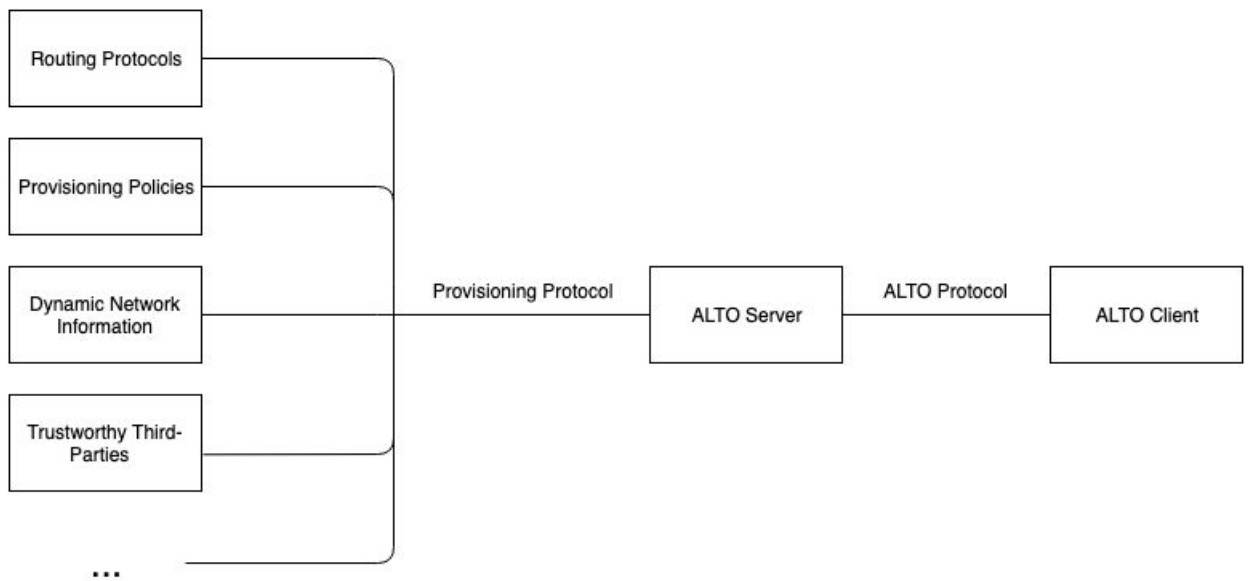 Routing Protocols
Provisioning Policies
Dynamic Network
Information
Provisioning Protocol
ALTO Server
ALTO Protocol
ALTO Client
Trustworthy Third-
Parties
...